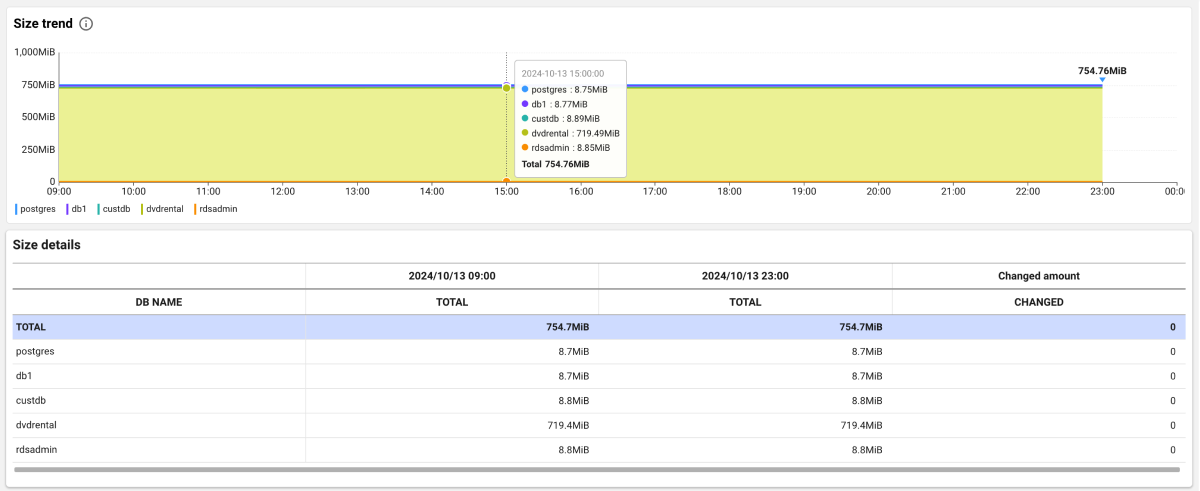 Size trend
1,000MiB
750MiB
500MiB
250MiB
0
754.76MiB
2024-10-13 15:00:00
postgres : 8.75MiB
db1 : 8.77MiB
custdb : 8.89MiB
dvdrental : 719.49MiB
rdsadmin : 8.85MiB
Total 754.76MiB
09:00 10:00 11:00 12:00 13:00 14:00 15:00 16:00 17:00 18:00 19:00 20:00 21:00 22:00 23:00 00:0
postgres db1 custdb dvdrental rdsadmin
Size details
2024/10/13 09:00 2024/10/13 23:00 Changed amount
DB NAME TOTAL TOTAL CHANGED
TOTAL 754.7MiB 754.7MiB 0
postgres 8.7MiB 8.7MiB 0
db1 8.7MiB 8.7MiB 0
custdb 8.8MiB 8.8MiB 0
dvdrental 719.4MiB 719.4MiB 0
rdsadmin 8.8MiB 8.8MiB 0